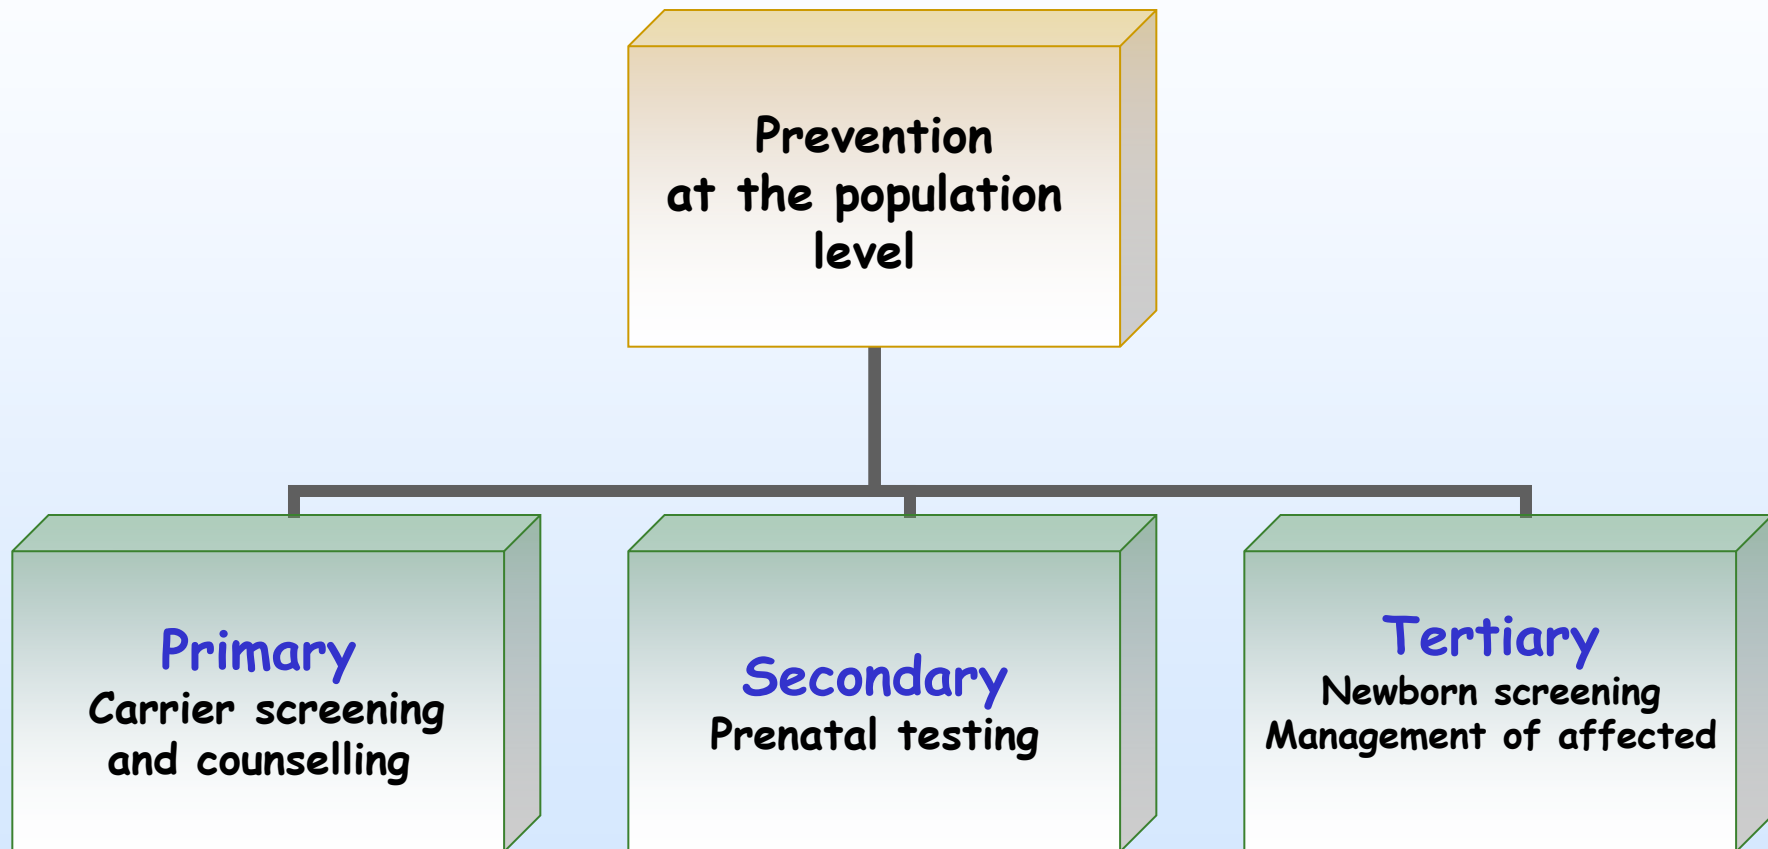 Prevention
at the population
level
Primary
Carrier screening
and counselling
Secondary
Prenatal testing
Tertiary
Newborn screening
Management of affected